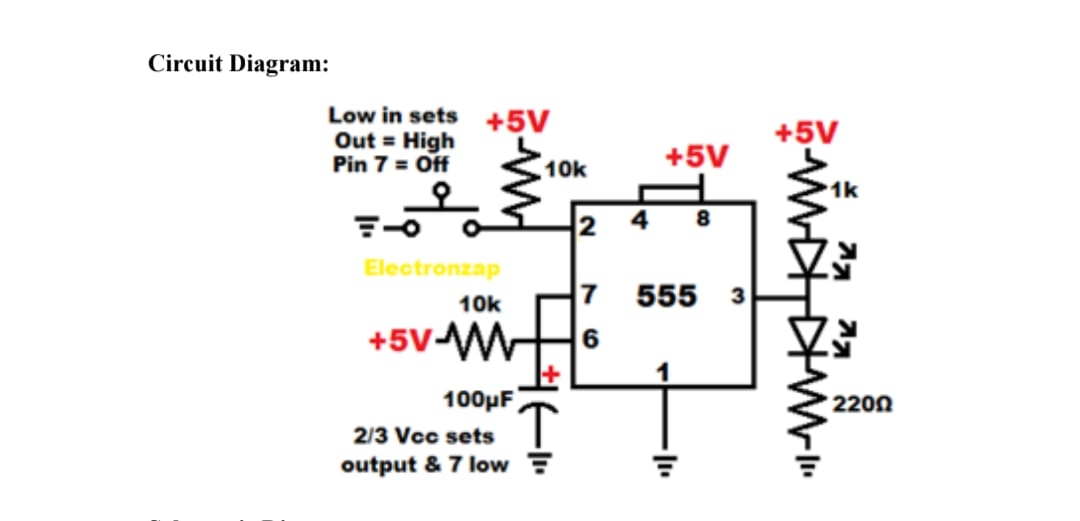 Circuit Diagram:
Low in sets
Out = High
Pin 7 = Off
+5V
10k
+5V
+5V
1k
2
4
8
Electronzap
7
555
3
10k
+5V
6
+
1
100µF
220Ω
2/3 Vcc sets
output & 7 low